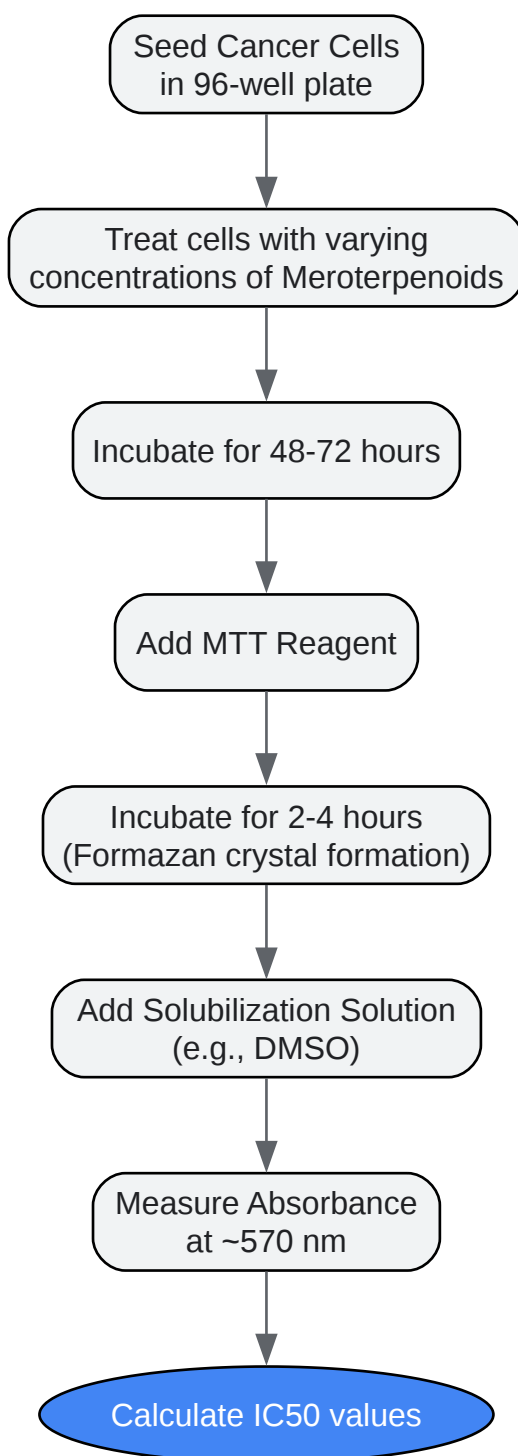 Seed Cancer Cells
in 96-well plate
Treat cells with varying
concentrations of Meroterpenoids
Incubate for 48-72 hours
Add MTT Reagent
Incubate for 2-4 hours
(Formazan crystal formation)
Add Solubilization Solution
(e.g., DMSO)
Measure Absorbance
at ~570 nm
Calculate IC50 values